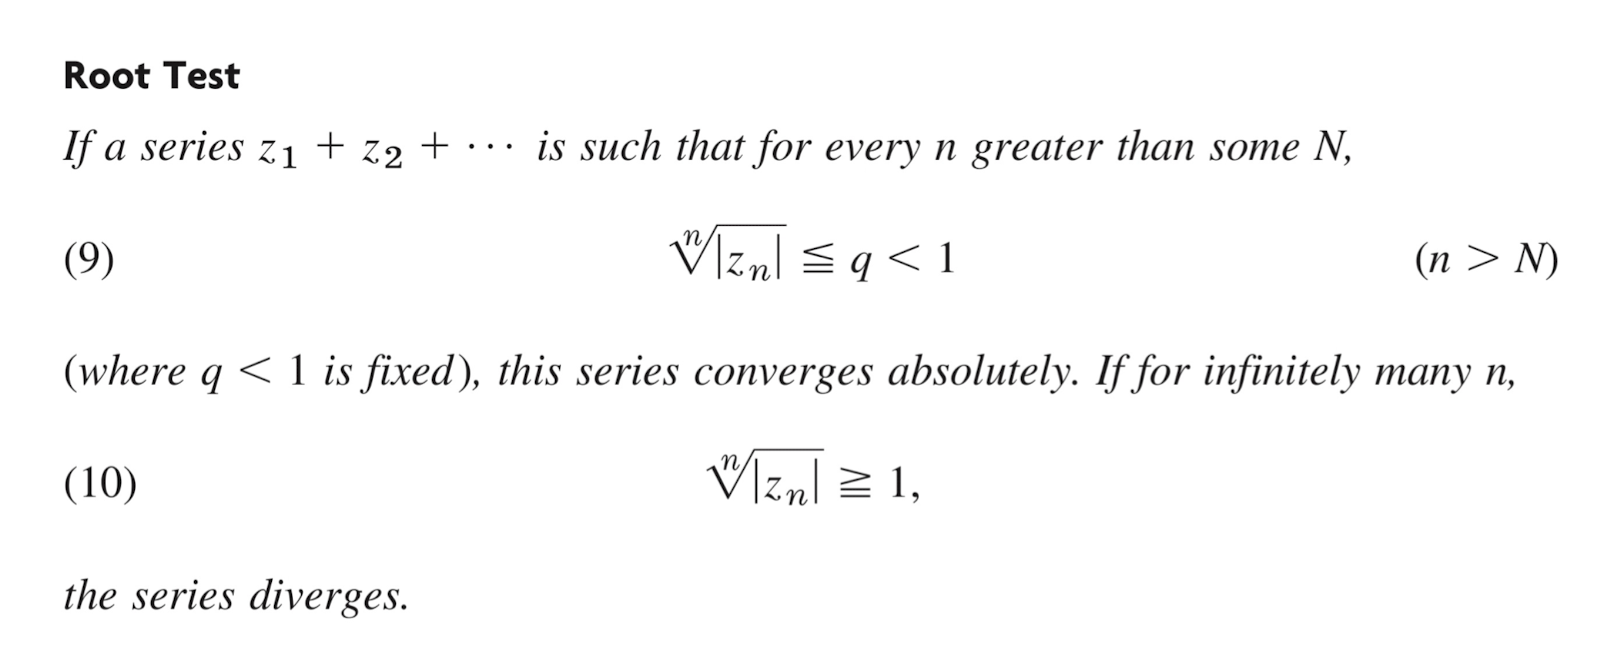 Root Test
If a series z₁ + z₂ + ⋯ is such that for every n greater than some N,
(9) ⁿ√|zₙ| ≦ q < 1 (n > N)
(where q < 1 is fixed), this series converges absolutely. If for infinitely many n,
(10) ⁿ√|zₙ| ≧ 1,
the series diverges.